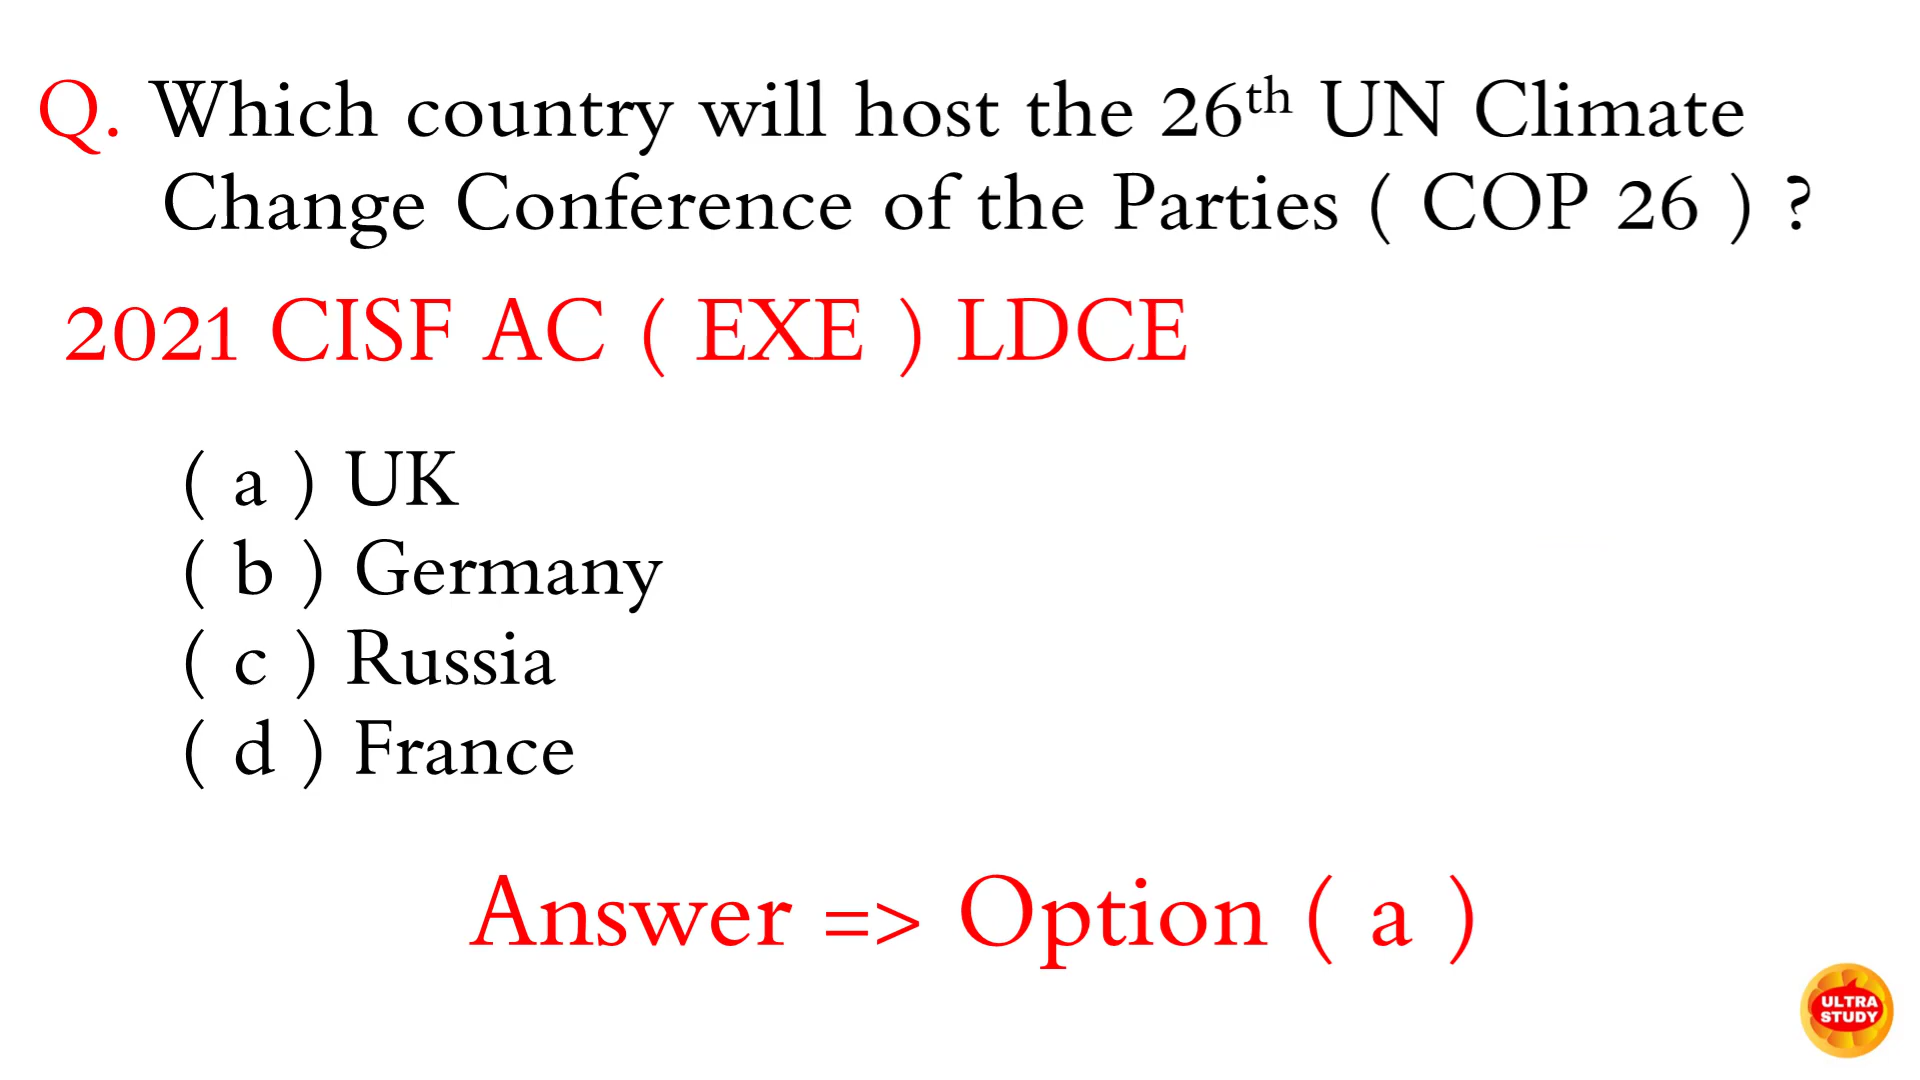 Q. Which country will host the 26th UN Climate
Change Conference of the Parties ( COP 26 ) ?
2021 CISF AC ( EXE ) LDCE
( a ) UK
( b ) Germany
( c ) Russia
( d ) France
Answer => Option ( a )
ULTRA
STUDY